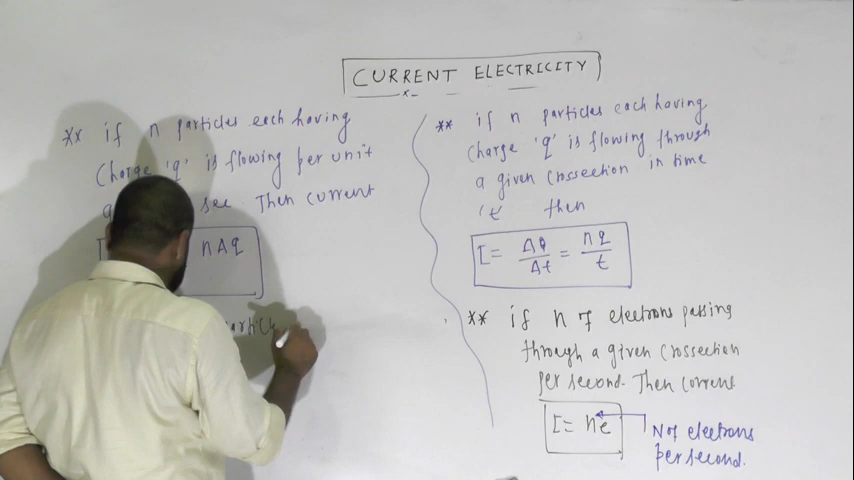 CURRENT ELECTRICITY
** if n particles each having
charge 'q' is flowing per unit
sec. Then current
nAq
** if n particles each having
charge 'q' is flowing through
a given crossection in time
't' then
I = ΔQ/Δt = nq/t
** if n of electrons passing
through a given crossection
per second. Then current
I = ne
No of electrons
per second.